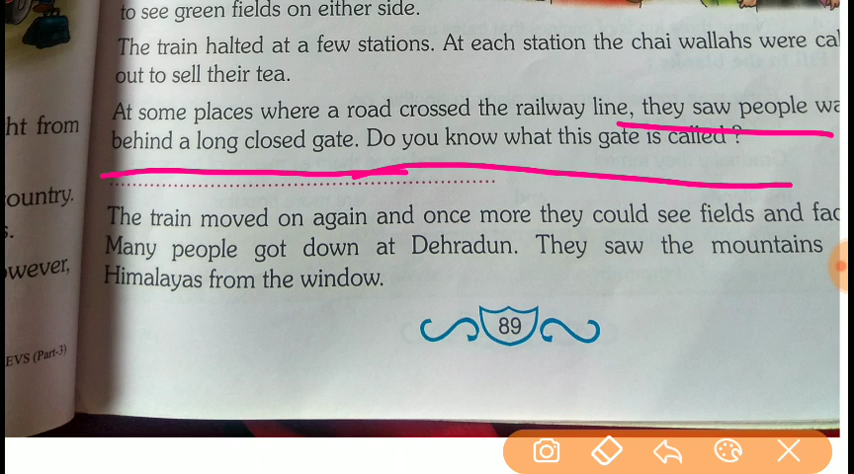 to see green fields on either side.
The train halted at a few stations. At each station the chai wallahs were
out to sell their tea.
ht from
At some places where a road crossed the railway line, they saw people
behind a long closed gate. Do you know what this gate is called ?
ountry.
The train moved on again and once more they could see fields and
Many people got down at Dehradun. They saw the mountains
wever,
Himalayas from the window.
89
EVS (Part-3)